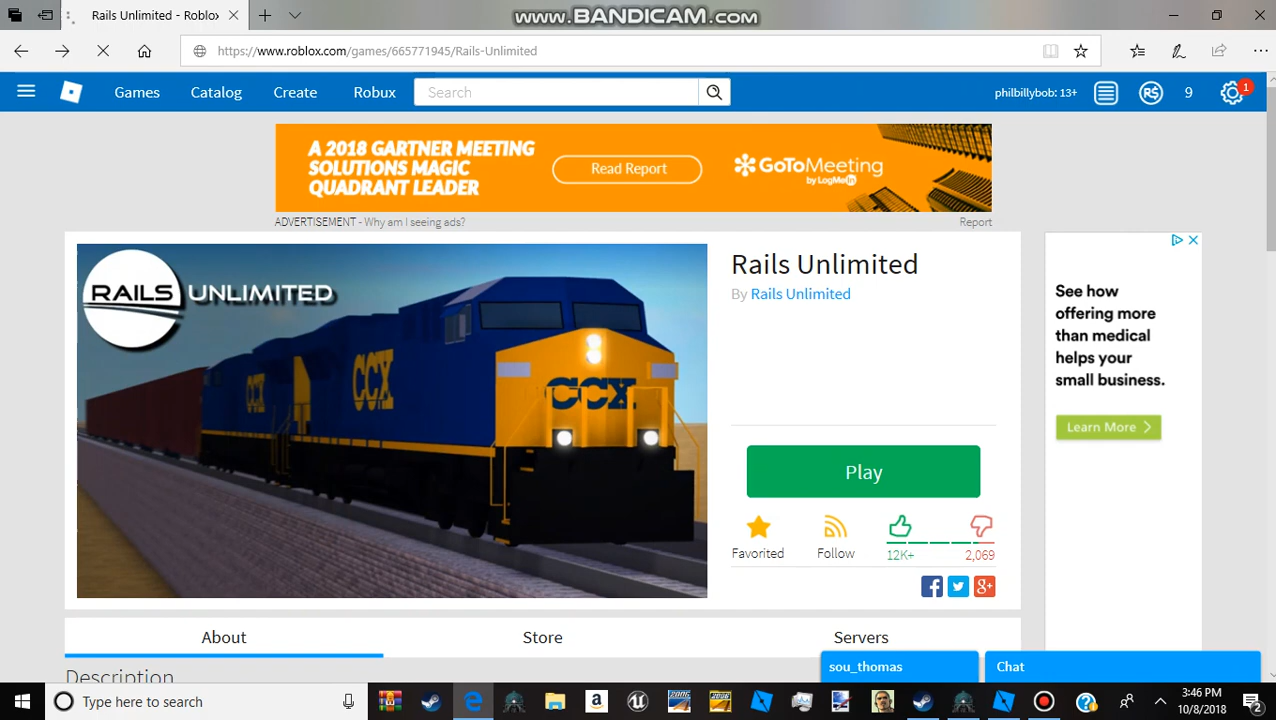 Rails Unlimited - Roblox
WWW.BANDICAM.COM
https://www.roblox.com/games/665771945/Rails-Unlimited
Games
Catalog
Create
Robux
Search
philbillybob: 13+
R$
9
1
A 2018 GARTNER MEETING
SOLUTIONS MAGIC
QUADRANT LEADER
Read Report
GoToMeeting
by LogMeIn
ADVERTISEMENT - Why am I seeing ads?
Report
RAILS UNLIMITED
CCX
CCX
CCX
Rails Unlimited
By Rails Unlimited
Play
Favorited
Follow
12K+
2,069
See how
offering more
than medical
helps your
small business.
Learn More
About
Store
Servers
Description
sou_thomas
Chat
Type here to search
3:46 PM
10/8/2018
2